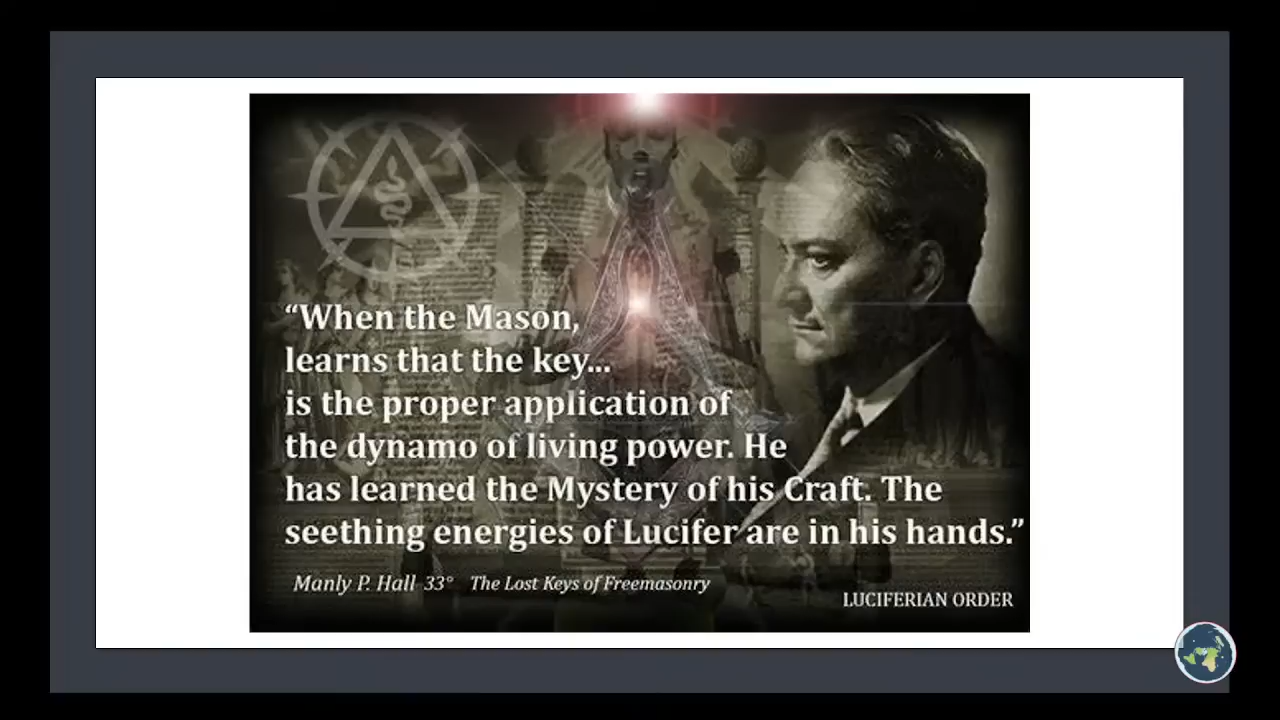 “When the Mason,
learns that the key...
is the proper application of
the dynamo of living power. He
has learned the Mystery of his Craft. The
seething energies of Lucifer are in his hands.”
Manly P. Hall 33° The Lost Keys of Freemasonry
LUCIFERIAN ORDER